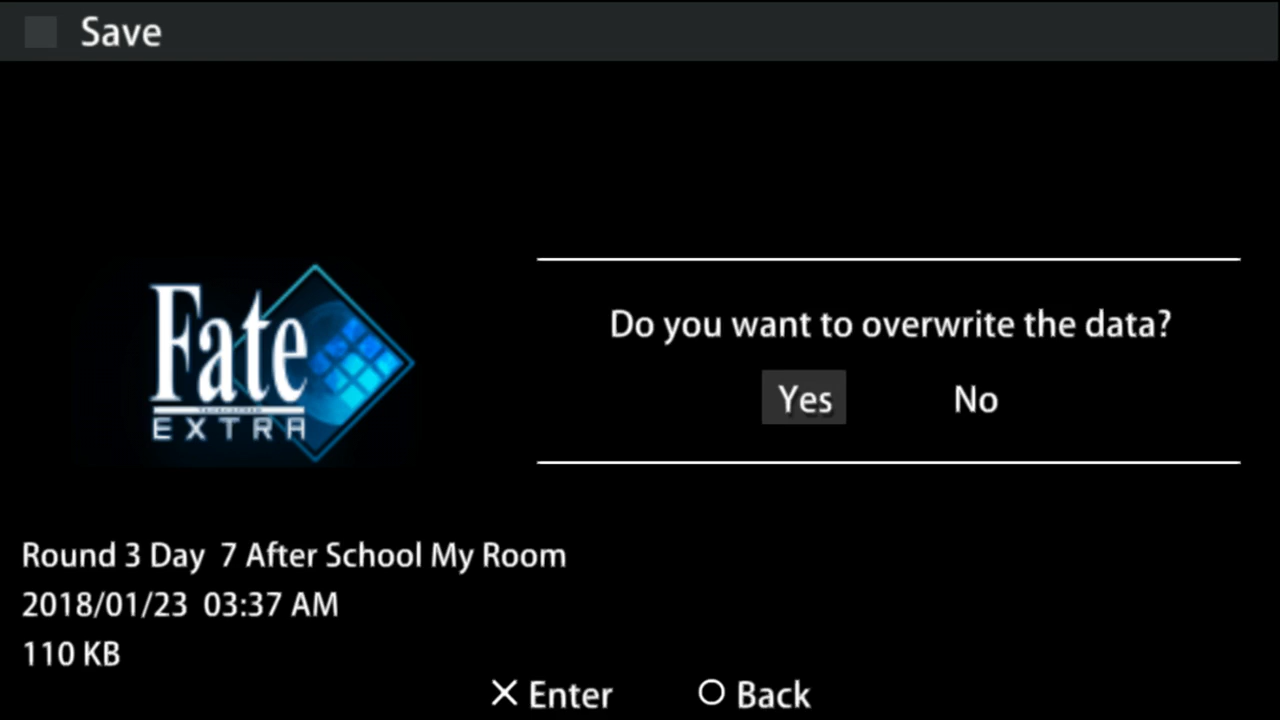 Save
Fate
EXTRA
Do you want to overwrite the data?
Yes No
Round 3 Day 7 After School My Room
2018/01/23 03:37 AM
110 KB
X Enter O Back